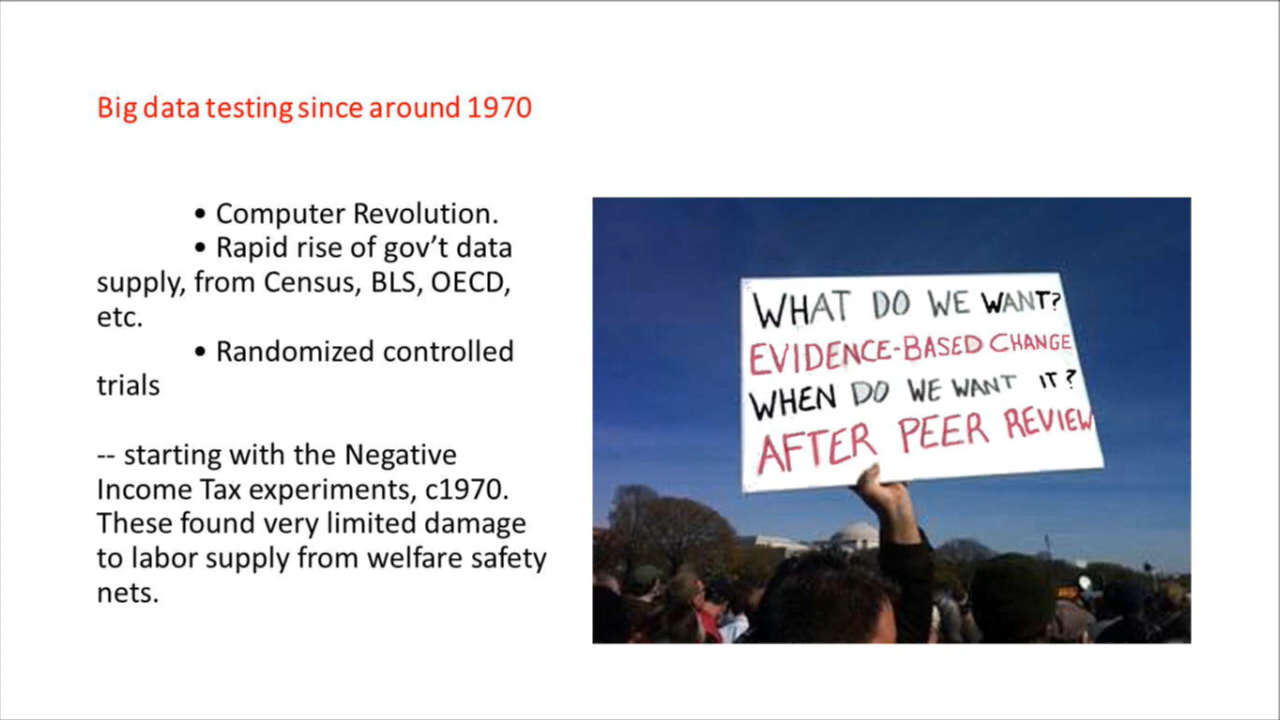 Big data testing since around 1970
• Computer Revolution.
• Rapid rise of gov’t data
supply, from Census, BLS, OECD,
etc.
• Randomized controlled
trials
-- starting with the Negative
Income Tax experiments, c1970.
These found very limited damage
to labor supply from welfare safety
nets.
WHAT DO WE WANT?
EVIDENCE-BASED CHANGE
WHEN DO WE WANT IT?
AFTER PEER REVIEW